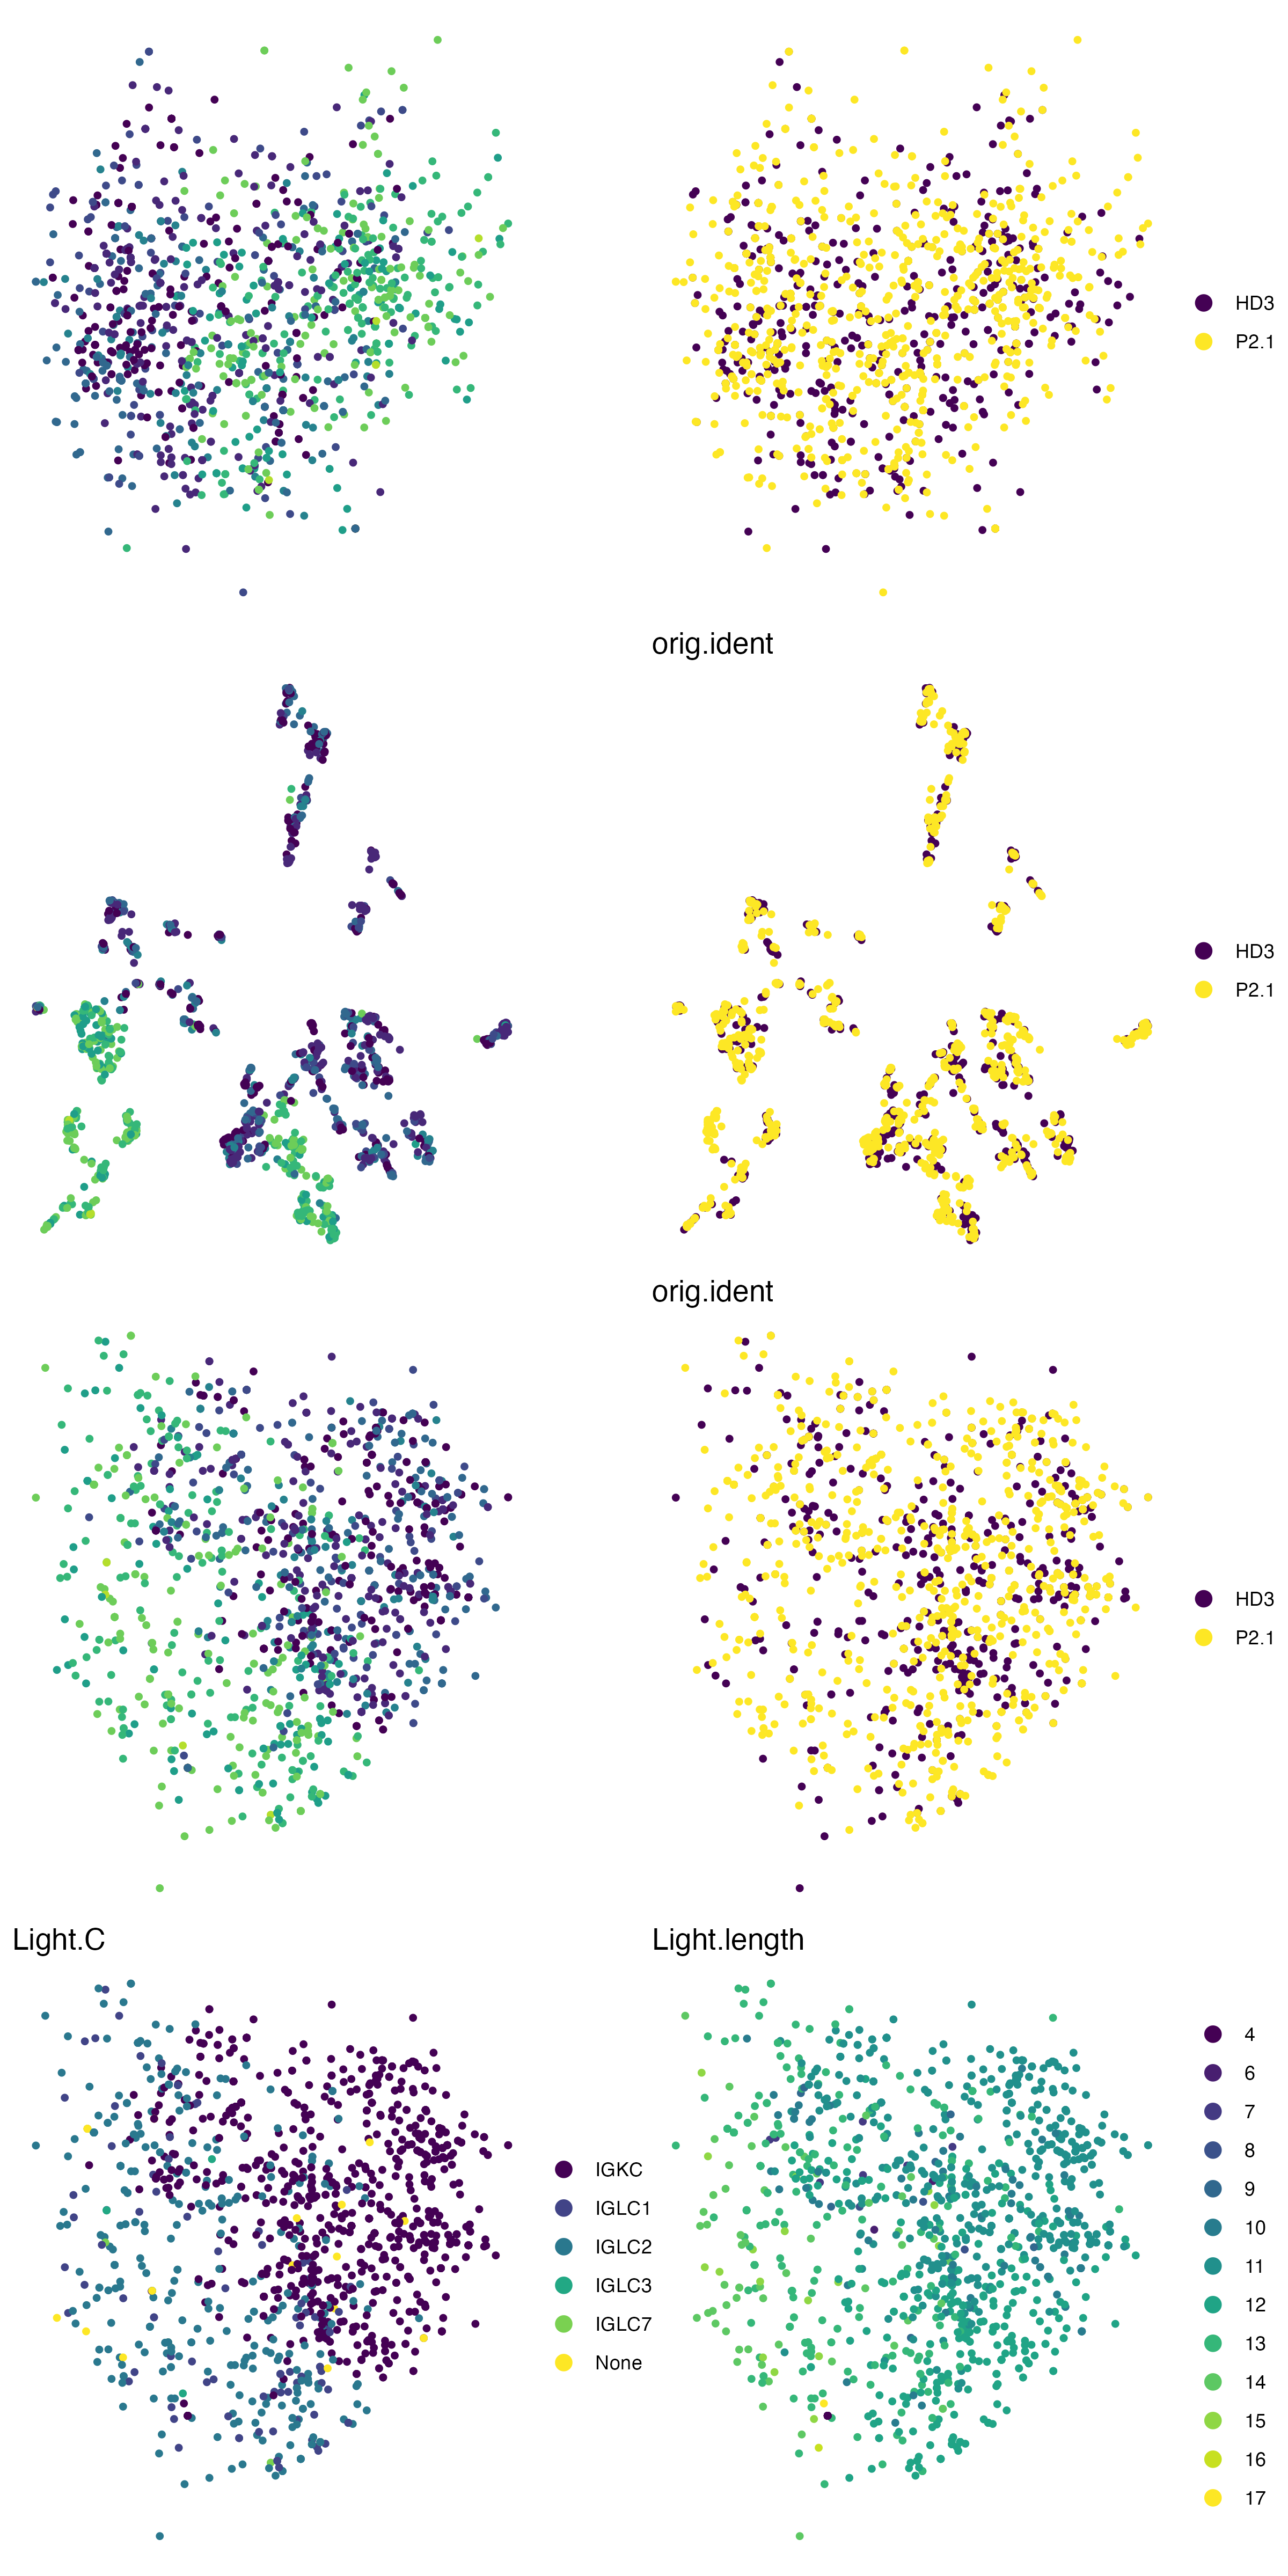 HD3
P2.1
orig.ident
HD3
P2.1
orig.ident
HD3
P2.1
Light.C
IGKC
IGLC1
IGLC2
IGLC3
IGLC7
None
Light.length
4
6
7
8
9
10
11
12
13
14
15
16
17